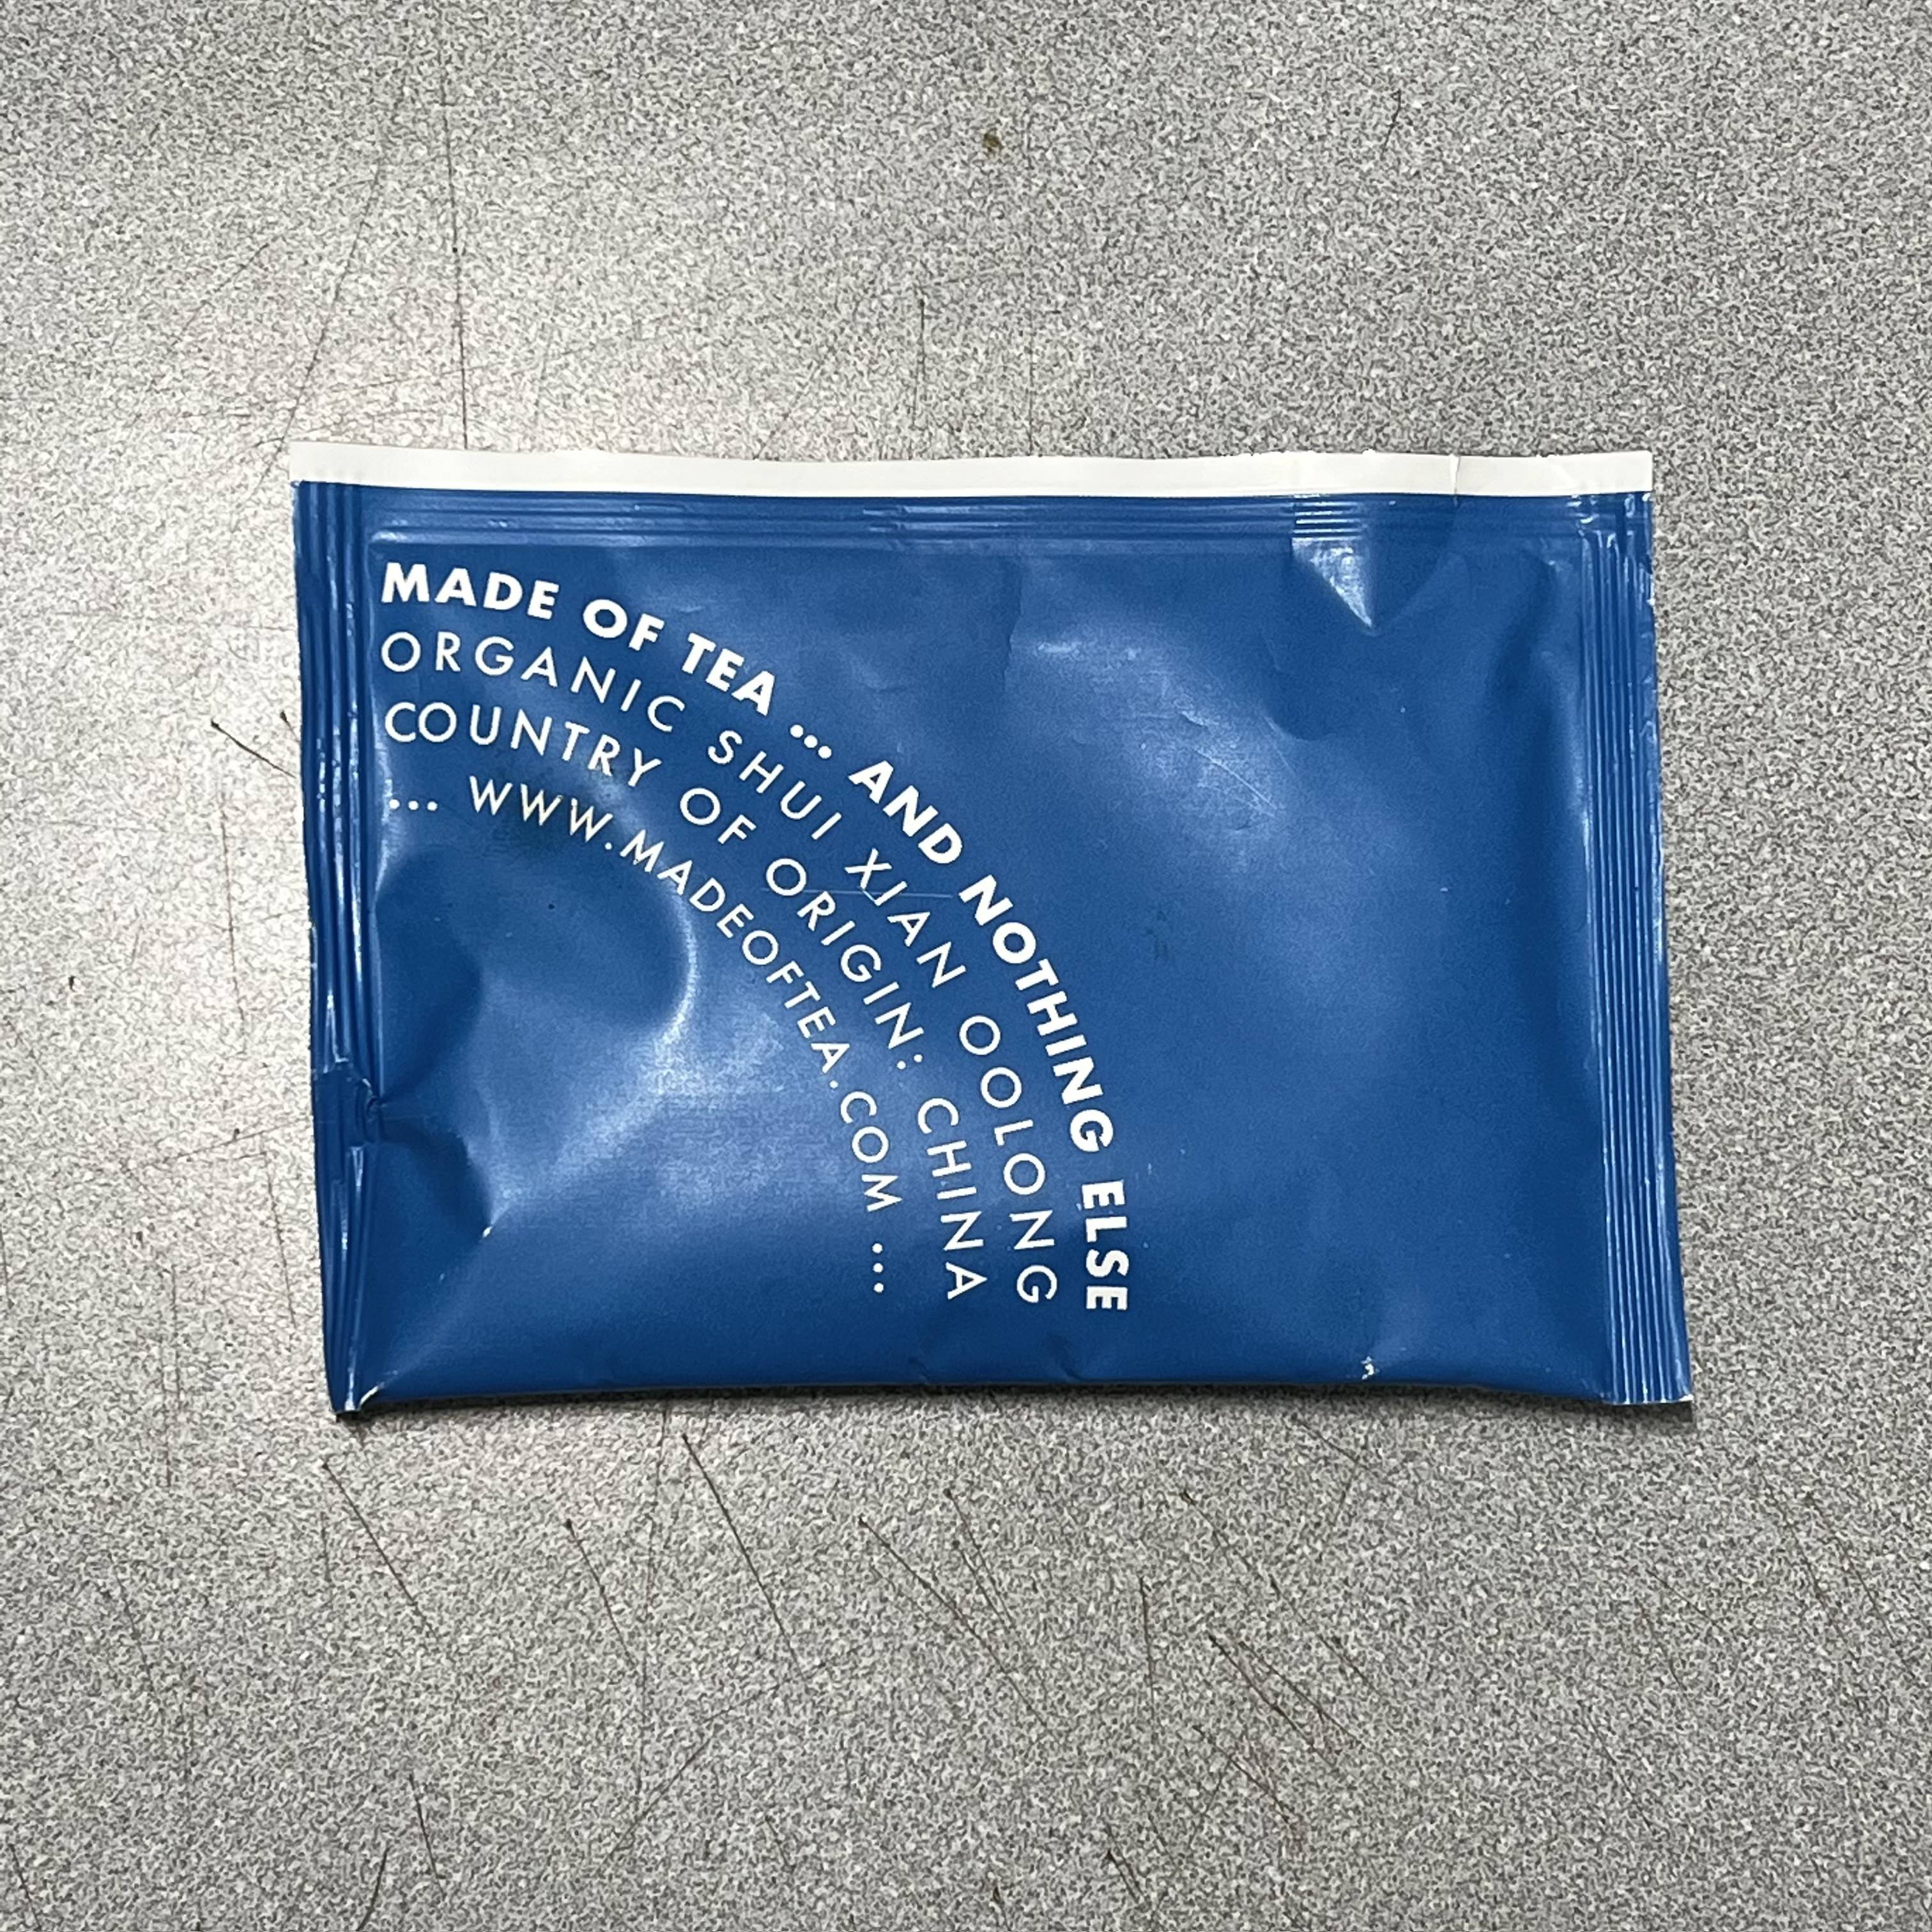 MADE OF TEA ... AND NOTHING ELSE
ORGANIC SHUI XIAN OOLONG
COUNTRY OF ORIGIN: CHINA
... WWW.MADEOFTEA.COM ...